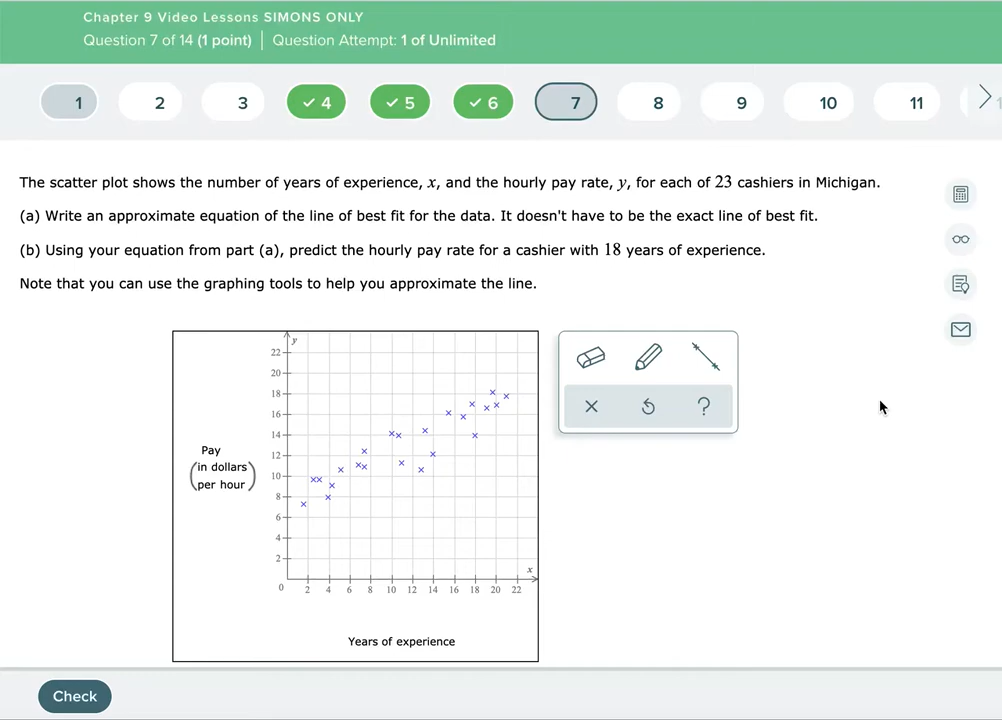 Chapter 9 Video Lessons SIMONS ONLY
Question 7 of 14 (1 point) | Question Attempt: 1 of Unlimited
1 2 3 ✓ 4 ✓ 5 ✓ 6 7 8 9 10 11
The scatter plot shows the number of years of experience, x, and the hourly pay rate, y, for each of 23 cashiers in Michigan.
(a) Write an approximate equation of the line of best fit for the data. It doesn't have to be the exact line of best fit.
(b) Using your equation from part (a), predict the hourly pay rate for a cashier with 18 years of experience.
Note that you can use the graphing tools to help you approximate the line.
y
22
20
18
16
14
12
10
8
6
4
2
Pay
(in dollars
per hour)
x
0 2 4 6 8 10 12 14 16 18 20 22
Years of experience
?
Check